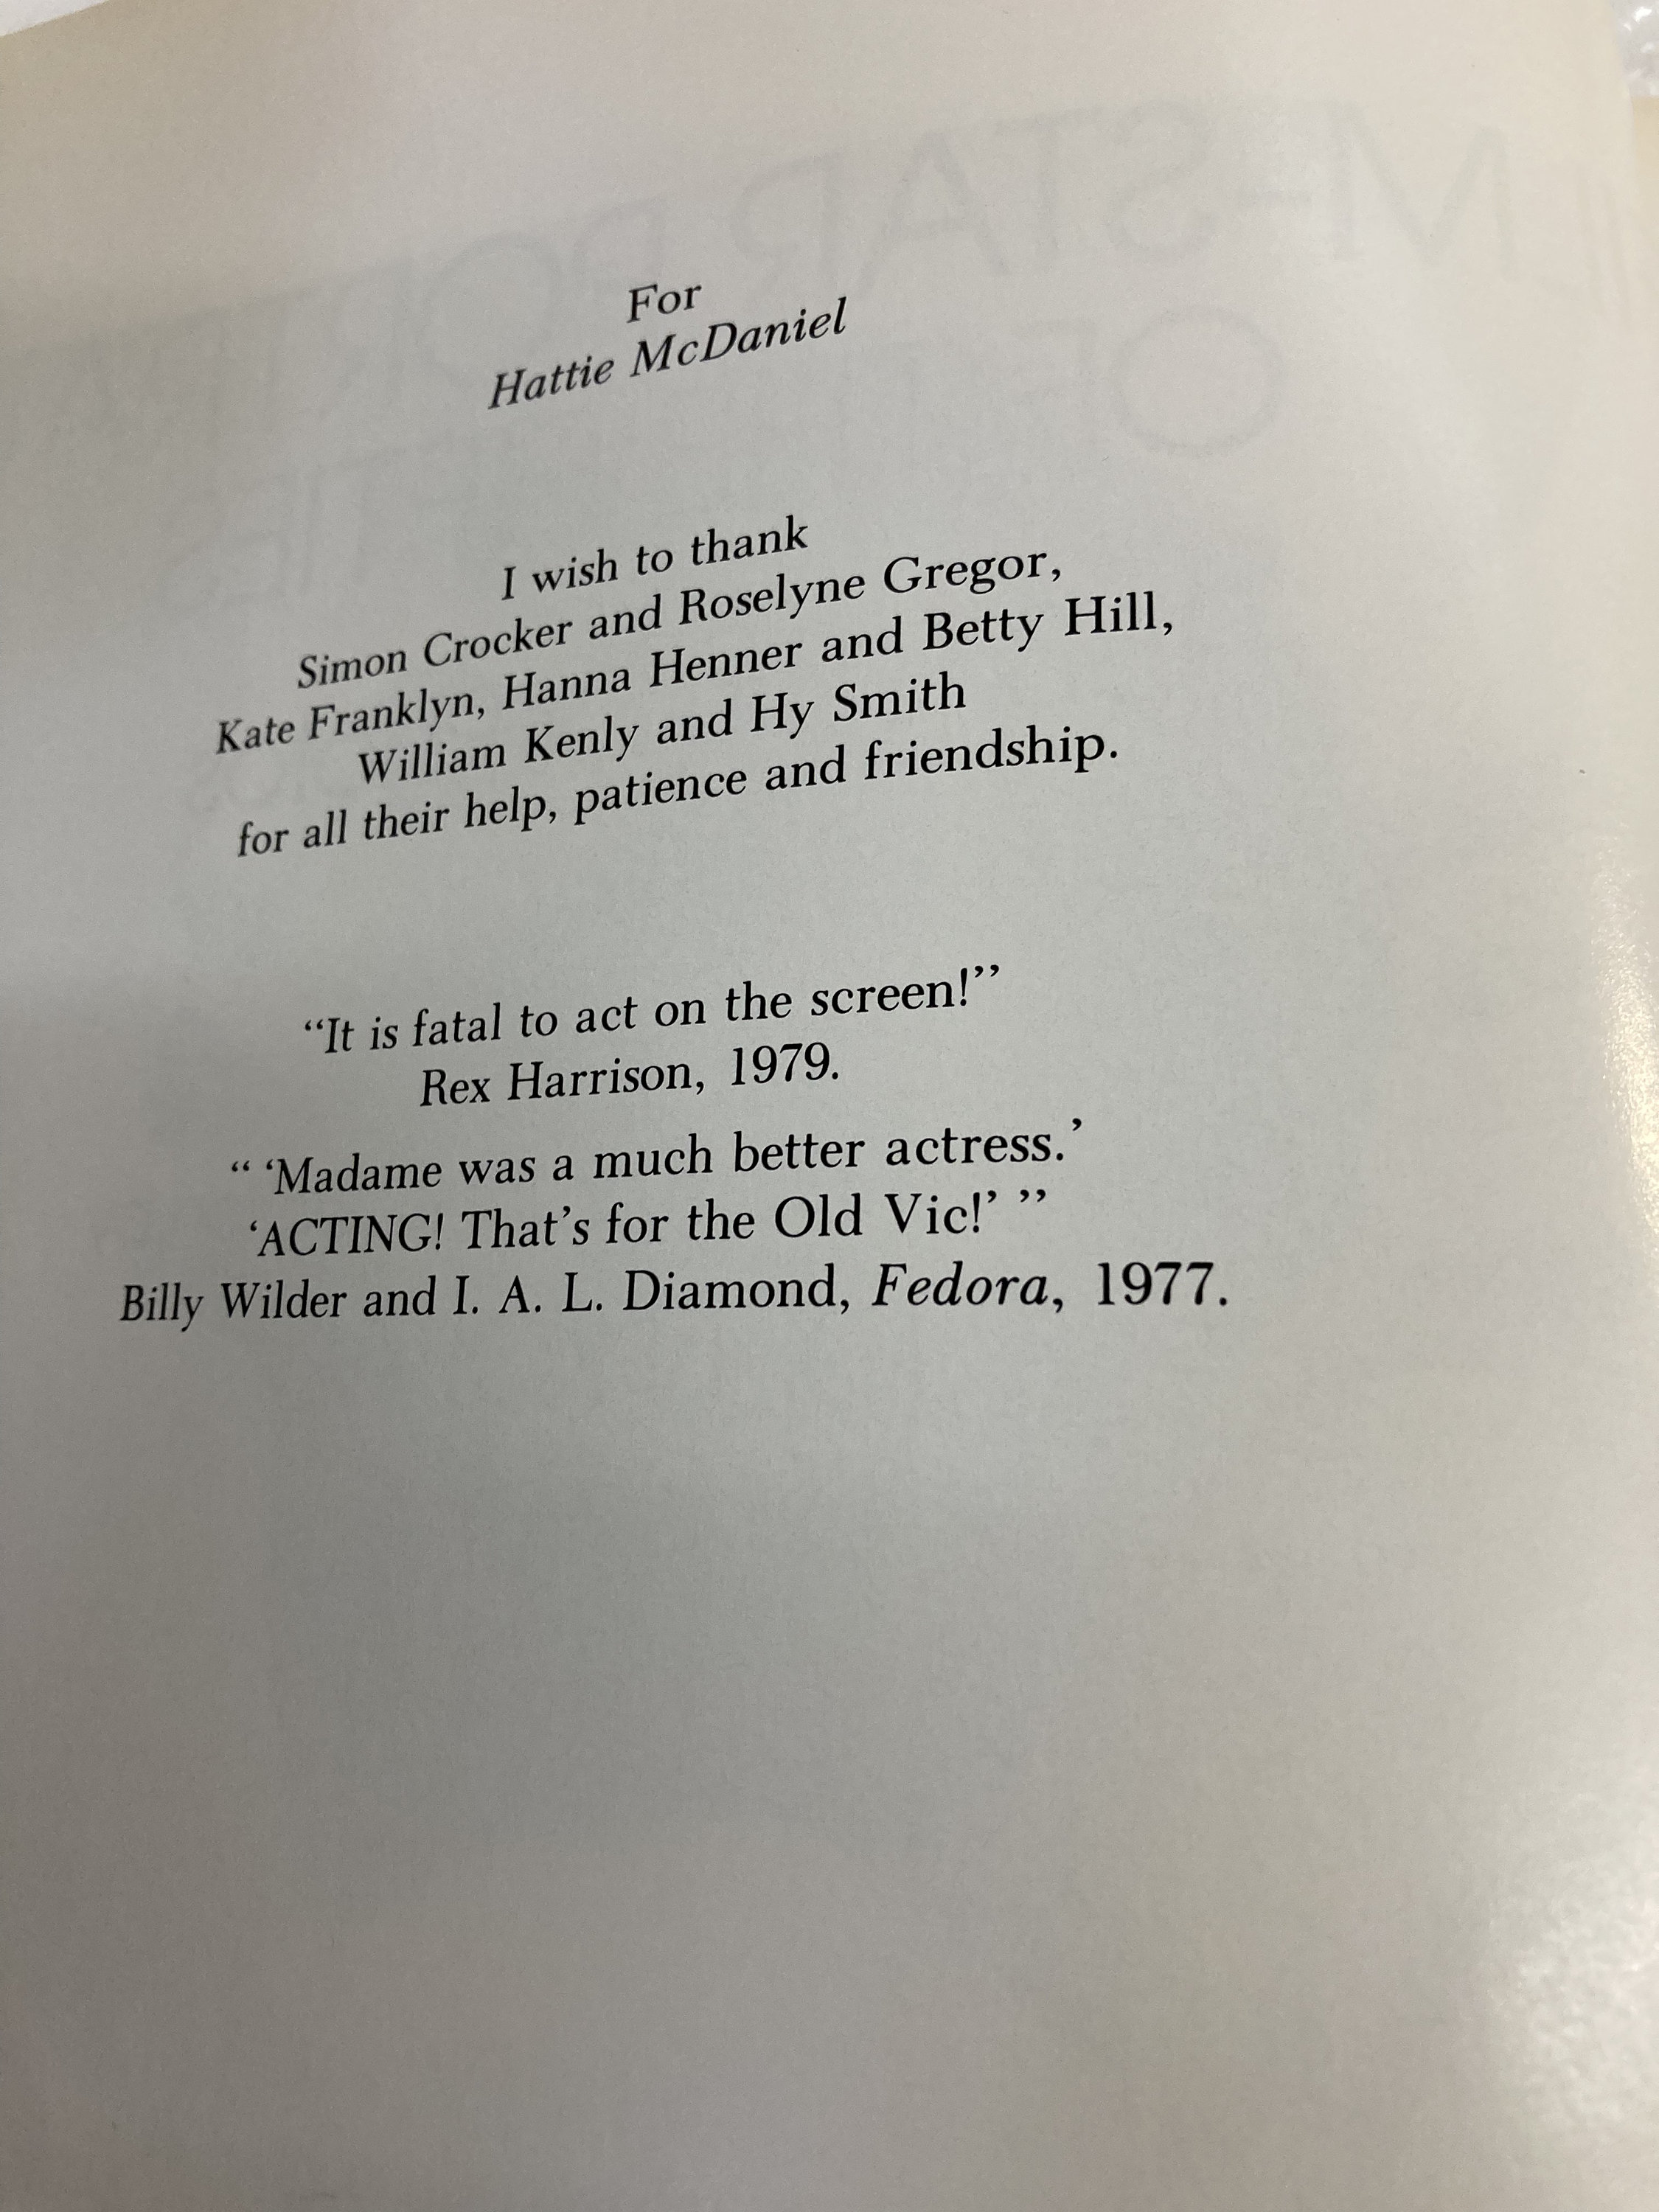 For
Hattie McDaniel
I wish to thank
Simon Crocker and Roselyne Gregor,
Kate Franklyn, Hanna Henner and Betty Hill,
William Kenly and Hy Smith
for all their help, patience and friendship.
“It is fatal to act on the screen!”
Rex Harrison, 1979.
“ ‘Madame was a much better actress.’
‘ACTING! That’s for the Old Vic!’ ”
Billy Wilder and I. A. L. Diamond, Fedora, 1977.